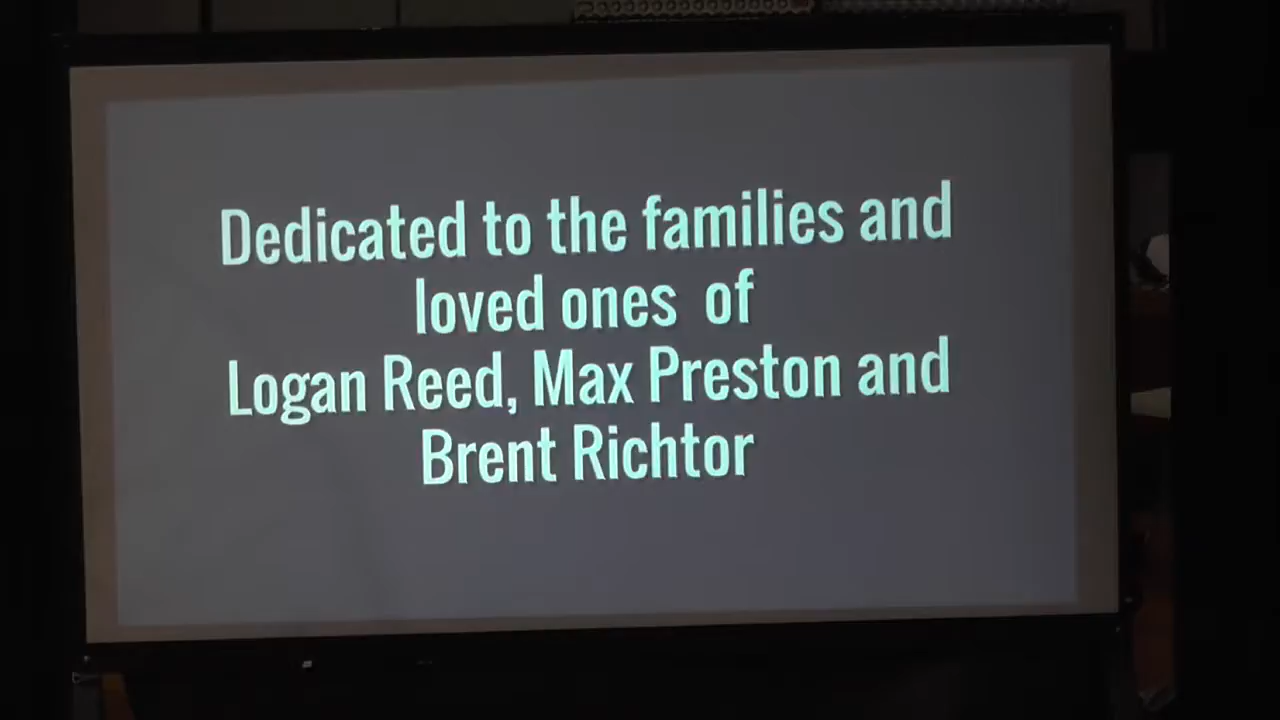 Dedicated to the families and
loved ones of
Logan Reed, Max Preston and
Brent Richtor